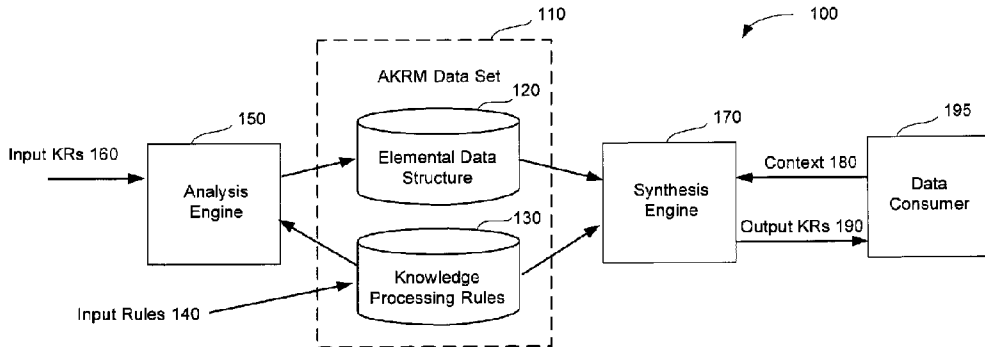 100
110
AKRM Data Set
120
150
170
195
Input KRs 160
Analysis
Engine
Elemental Data
Structure
Synthesis
Engine
Context 180
Data
Consumer
Output KRs 190
130
Knowledge
Processing Rules
Input Rules 140